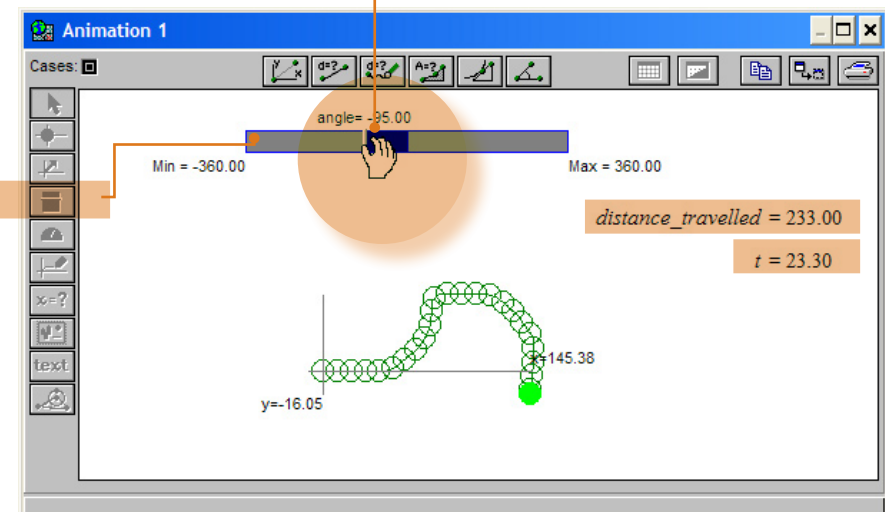 Animation 1
Cases:
y x
d=?
d=?
A=?
angle= -95.00
Min = -360.00
Max = 360.00
distance_travelled = 233.00
t = 23.30
x=?
text
x=145.38
y=-16.05